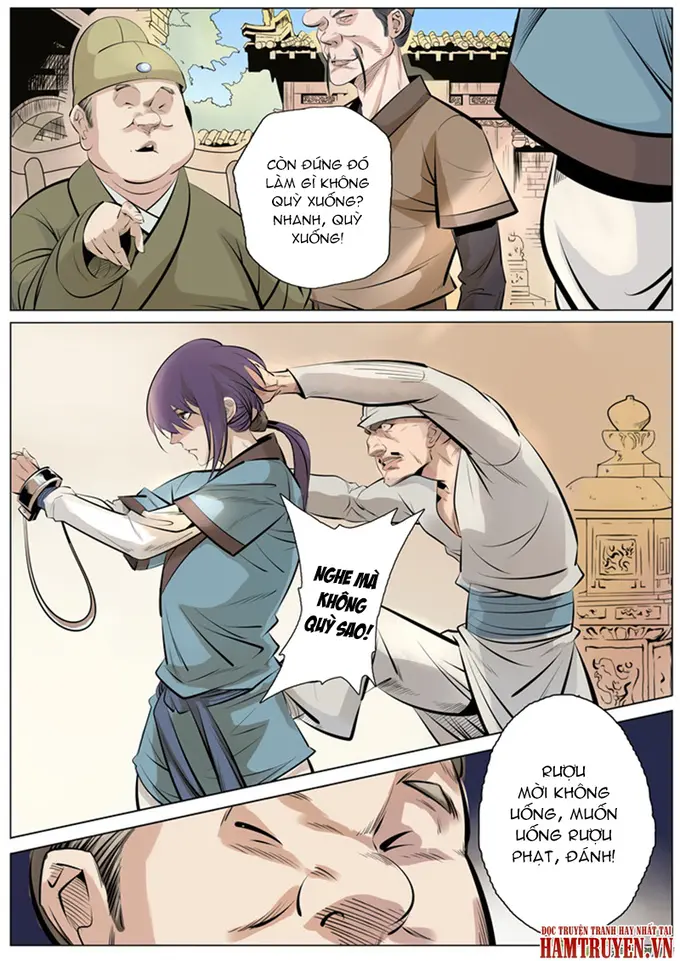 CÒN ĐÚNG ĐÓ
LÀM GÌ KHÔNG
QUỲ XUỐNG?
NHANH, QUỲ
XUỐNG!
NGHE MÀ
KHÔNG
QUỲ SAO!
RƯỢU
MỜI KHÔNG
UỐNG, MUỐN
UỐNG RƯỢU
PHẠT, ĐÁNH!
ĐỌC TRUYỆN TRANH HAY NHẤT TẠI
HAMTRUYEN.VN